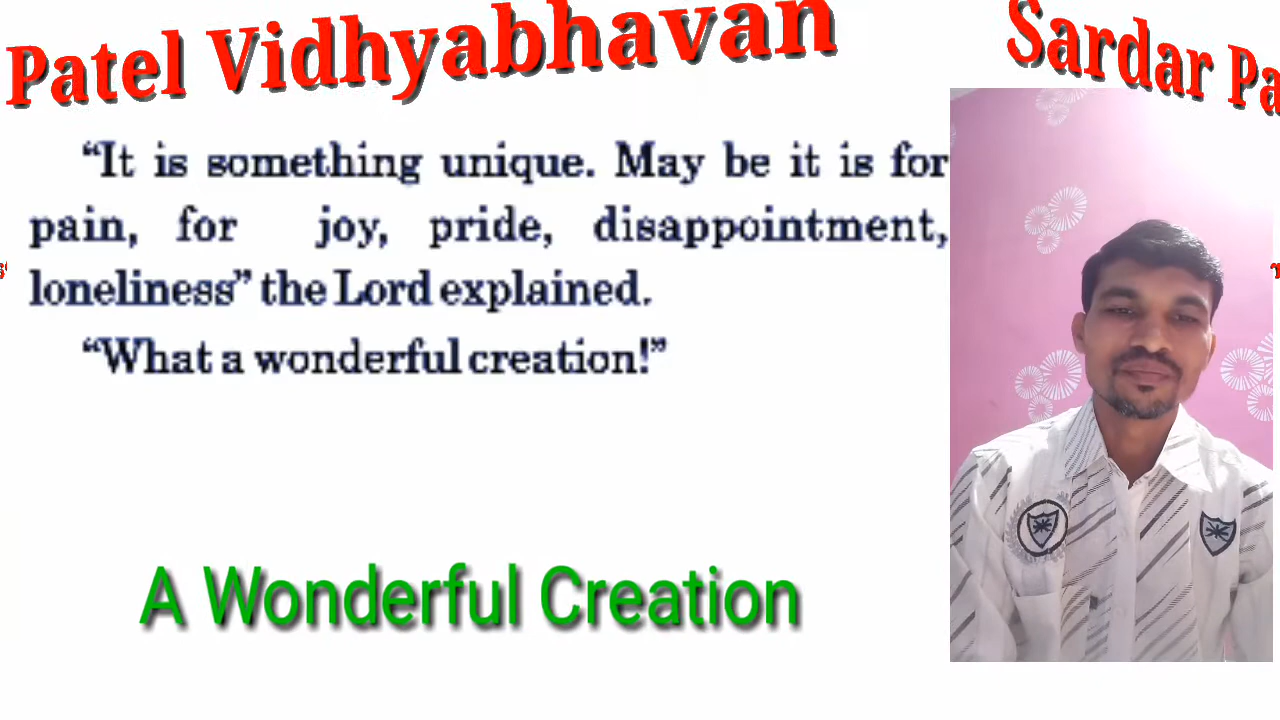 Patel Vidhyabhavan
Sardar Pa
“It is something unique. May be it is for
pain, for joy, pride, disappointment,
loneliness” the Lord explained.
“What a wonderful creation!”
A Wonderful Creation